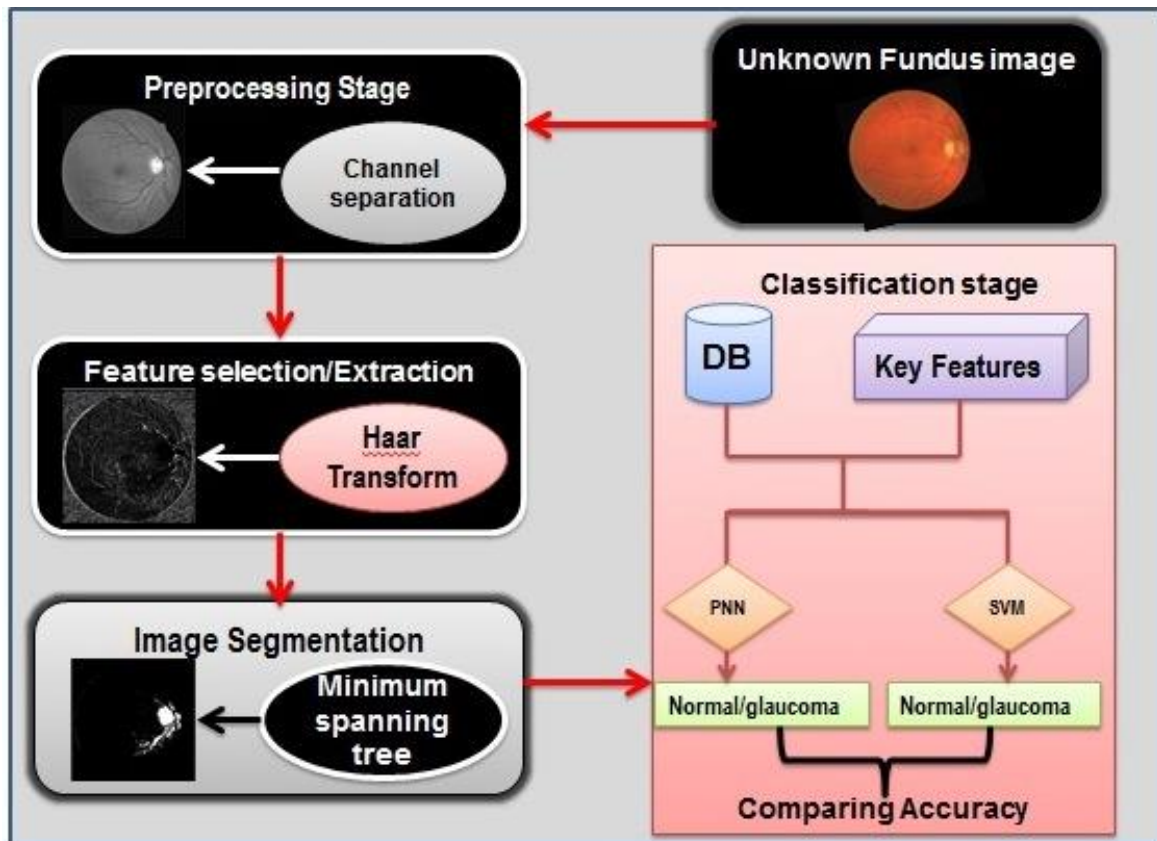 Unknown Fundus image
Preprocessing Stage
Channel
separation
Feature selection/Extraction
Haar
Transform
Image Segmentation
Minimum
spanning
tree
Classification stage
DB
Key Features
PNN
SVM
Normal/glaucoma
Normal/glaucoma
Comparing Accuracy